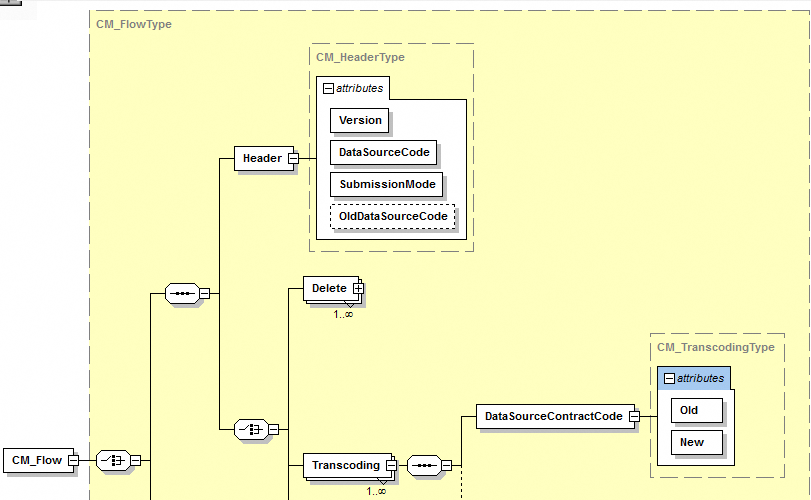 CM_FlowType
CM_HeaderType
attributes
Version
DataSourceCode
Header
SubmissionMode
OldDataSourceCode
Delete
1..∞
CM_TranscodingType
attributes
DataSourceContractCode
Old
New
CM_Flow
Transcoding
1..∞